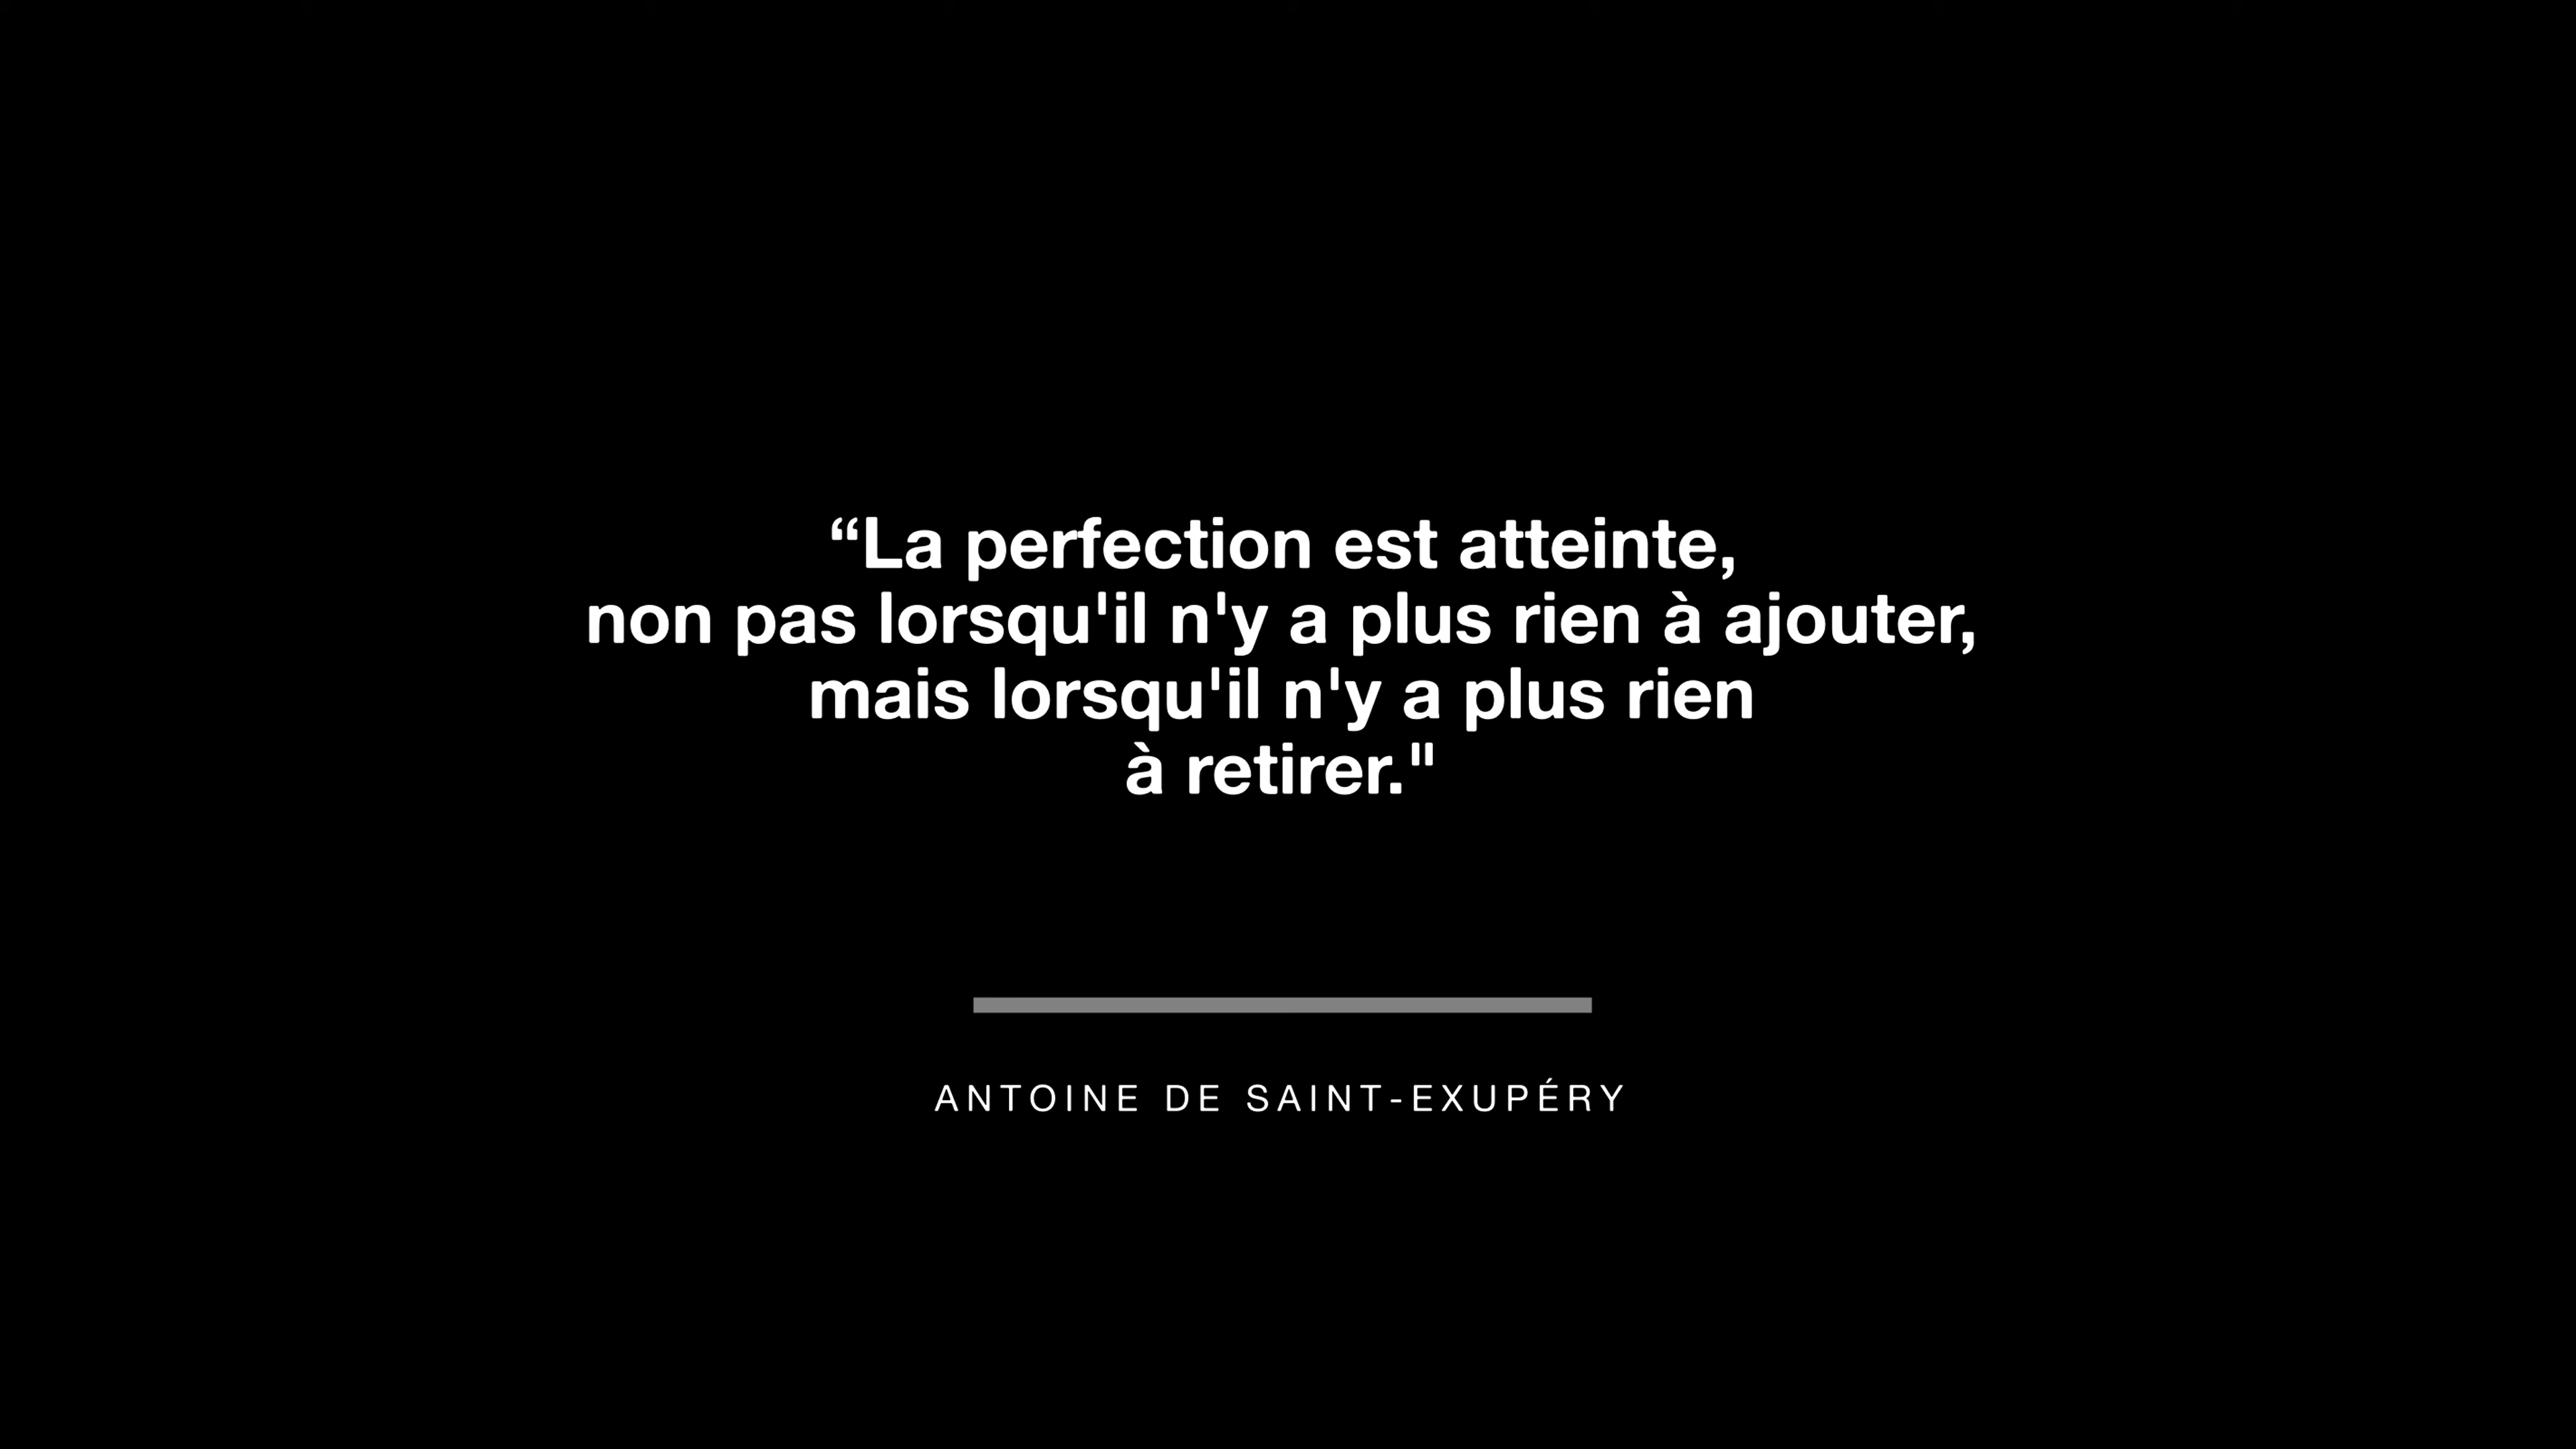 “La perfection est atteinte,
non pas lorsqu'il n'y a plus rien à ajouter,
mais lorsqu'il n'y a plus rien
à retirer."
ANTOINE DE SAINT-EXUPÉRY